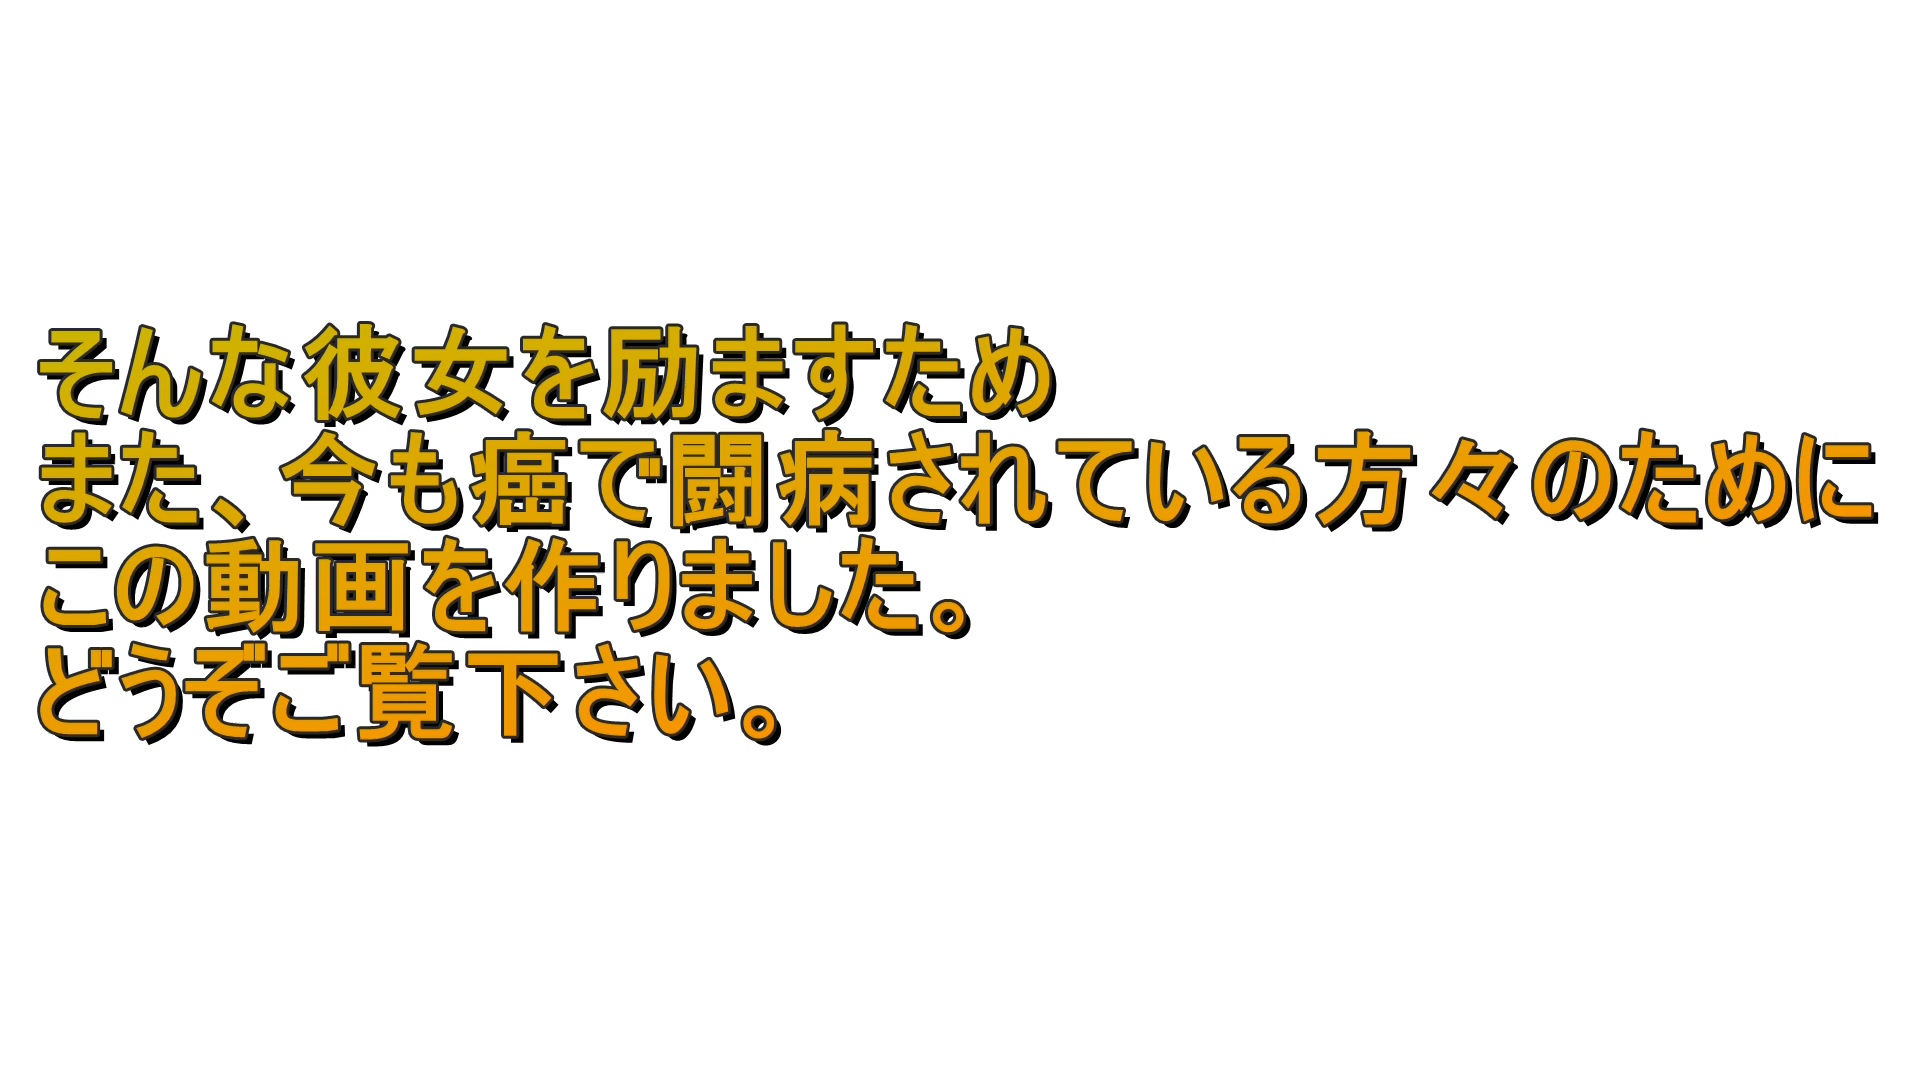 そんな彼女を励ますため
また、今も癌で闘病されている方々のために
この動画を作りました。
どうぞご覧下さい。